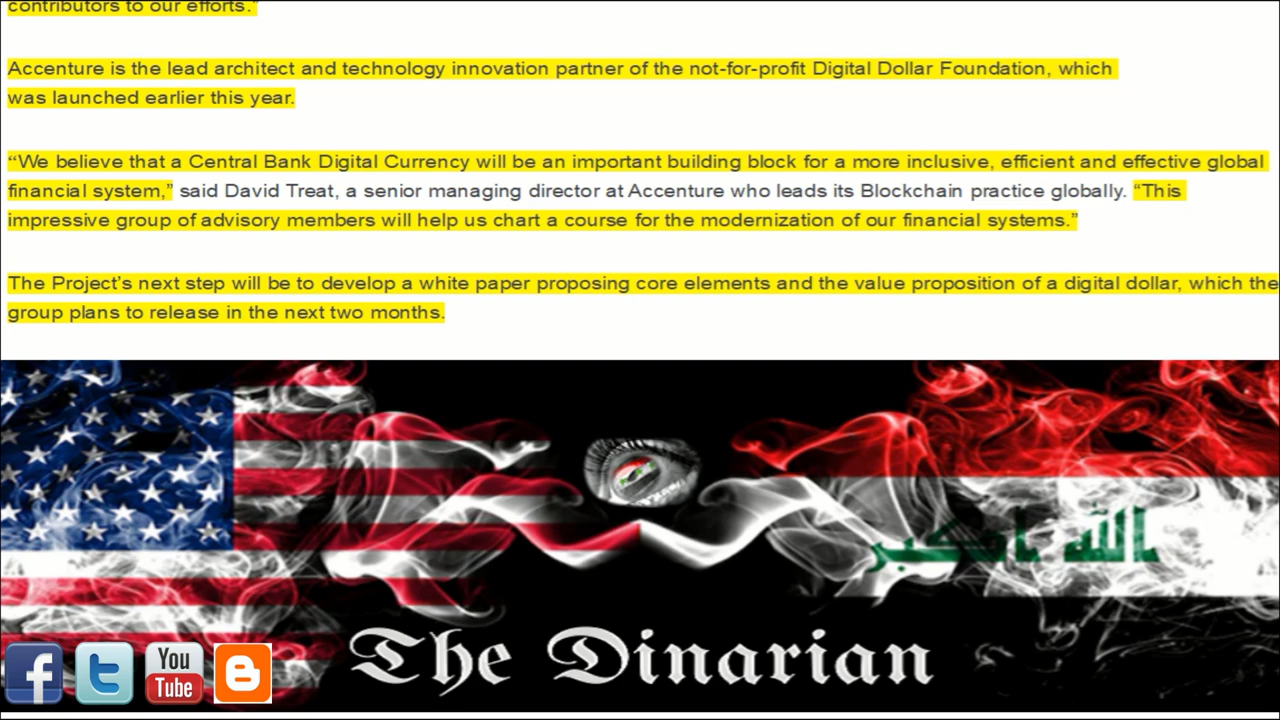 contributors to our efforts.”
Accenture is the lead architect and technology innovation partner of the not-for-profit Digital Dollar Foundation, which
was launched earlier this year.
“We believe that a Central Bank Digital Currency will be an important building block for a more inclusive, efficient and effective global
financial system,” said David Treat, a senior managing director at Accenture who leads its Blockchain practice globally. “This
impressive group of advisory members will help us chart a course for the modernization of our financial systems.”
The Project’s next step will be to develop a white paper proposing core elements and the value proposition of a digital dollar, which the
group plans to release in the next two months.
الله اكبر
The Dinarian
You
Tube